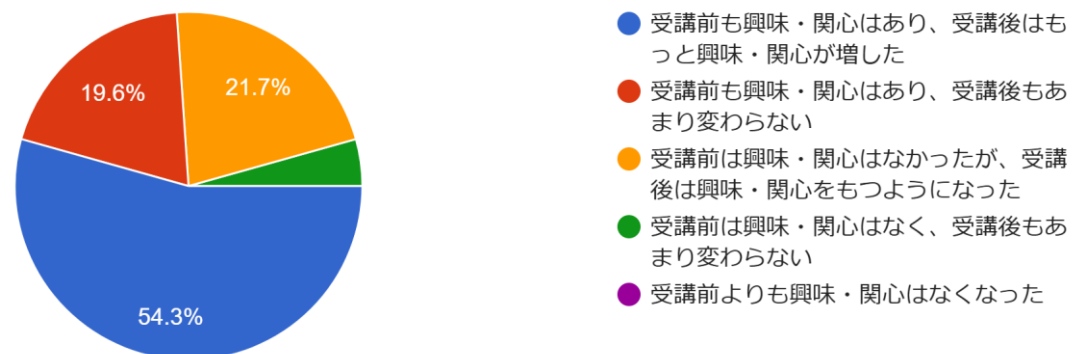 受講前も興味・関心はあり、受講後はも
っと興味・関心が増した
受講前も興味・関心はあり、受講後もあ
まり変わらない
受講前は興味・関心はなかったが、受講
後は興味・関心をもつようになった
受講前は興味・関心はなく、受講後もあ
まり変わらない
受講前よりも興味・関心はなくなった
19.6%
21.7%
54.3%